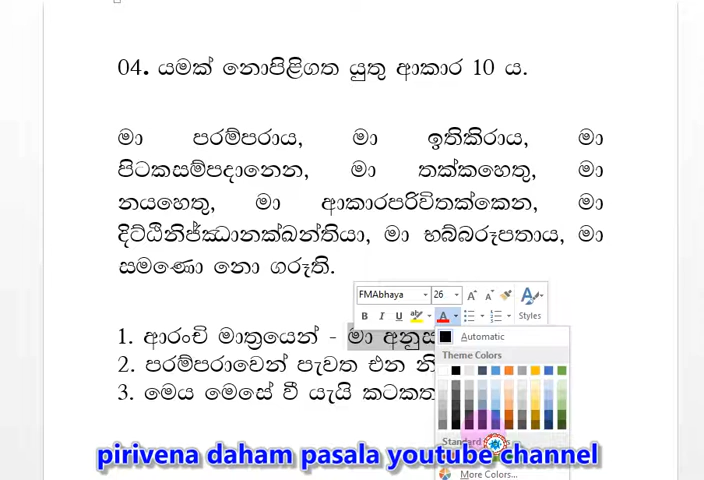 04. යමක් නොපිළිගත යුතු ආකාර 10 ය.
මා පරම්පරාය, මා ඉතිකිරාය, මා
පිටකසම්පදානෙන, මා තක්කහෙතු, මා
නයහෙතු, මා ආකාරපරිවිතක්කෙන, මා
දිට්ඨිනිජ්ඣානක්ඛන්තියා, මා භබ්බරූපතාය, මා
සමණො නො ගරූති.
FMAbhaya 26
B I U A Styles
1. ආරංචි මාත්‍රයෙන් - මා අනුස
Automatic
Theme Colors
2. පරම්පරාවෙන් පැවත එන
3. මෙය මෙසේ වී යැයි
More Colors...
pirivena daham pasala youtube channel